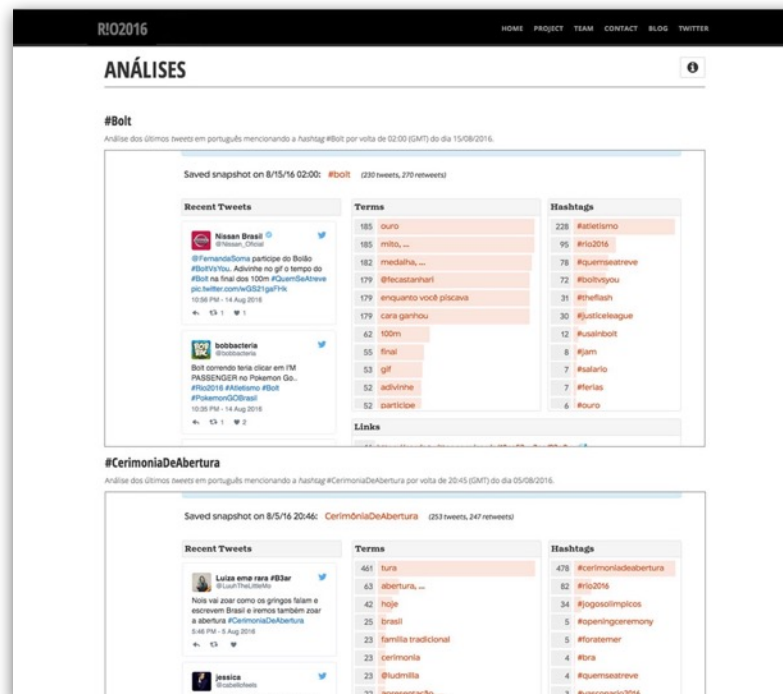 R!O2016
HOME PROJECT TEAM CONTACT BLOG TWITTER
ANÁLISES
#Bolt
Análise dos últimos tweets em português mencionando a hashtag #Bolt por volta de 02:00 (GMT) do dia 15/08/2016.
Saved snapshot on 8/15/16 02:00: #bolt (230 tweets, 270 retweets)
Recent Tweets
Nissan Brasil
@Nissan_Oficial
@FernandaSoma participe do Bolão
#BoltVsYou. Adivinhe no gif o tempo do
#Bolt na final dos 100m #QuemSeAtreve
pic.twitter.com/wGS21gaFHk
10:56 PM - 14 Aug 2016
1 1
bobbacteria
@bobbacteria
Bolt correndo teria clicar em I'M
PASSENGER no Pokemon Go..
#Rio2016 #Atletismo #Bolt
#PokemonGOBrasil
10:35 PM - 14 Aug 2016
1 2
Terms
185 ouro
185 mito, ...
182 medalha, ...
179 @fecastanhari
179 enquanto você piscava
179 cara ganhou
62 100m
55 final
53 gif
52 adivinhe
52 participe
Links
Hashtags
228 #atletismo
95 #rio2016
78 #quemseatreve
72 #boltvsyou
31 #theflash
30 #justiceleague
12 #usainbolt
8 #jam
7 #salario
7 #ferias
6 #ouro
#CerimoniaDeAbertura
Análise dos últimos tweets em português mencionando a hashtag #CerimoniaDeAbertura por volta de 20:45 (GMT) do dia 05/08/2016.
Saved snapshot on 8/5/16 20:46: CerimôniaDeAbertura (253 tweets, 247 retweets)
Recent Tweets
Luiza ema rara #B3ar
@LuuhTheLittleMo
Nois vai zoar como os gringos falam e
escrevem Brasil e iremos também zoar
a abertura #CerimoniaDeAbertura
5:46 PM - 5 Aug 2016
jessica
@cabellofeels
Terms
461 tura
63 abertura, ...
42 hoje
25 brasil
23 família tradicional
23 cerimonia
23 @ludmilla
22 apresentação
Hashtags
478 #cerimoniadeabertura
82 #rio2016
34 #jogosolimpicos
5 #openingceremony
5 #foratemer
4 #bra
4 #quemseatreve